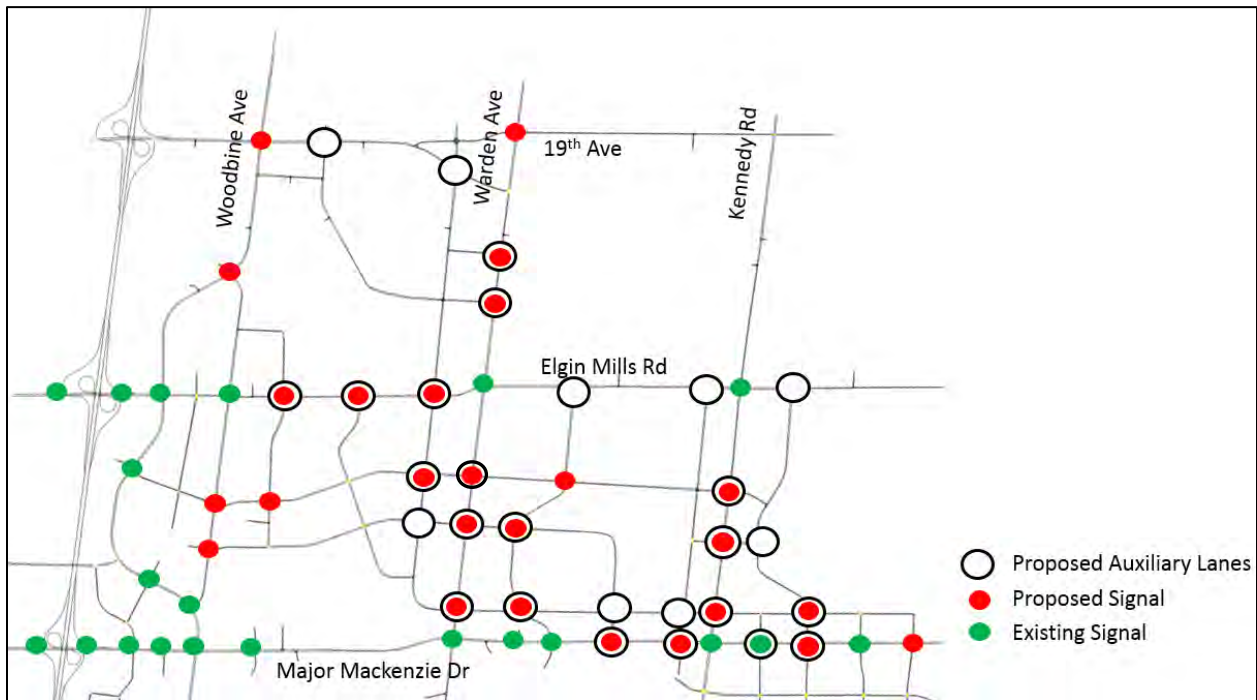 Woodbine Ave
Warden Ave
19th Ave
Kennedy Rd
Elgin Mills Rd
Proposed Auxiliary Lanes
Proposed Signal
Existing Signal
Major Mackenzie Dr